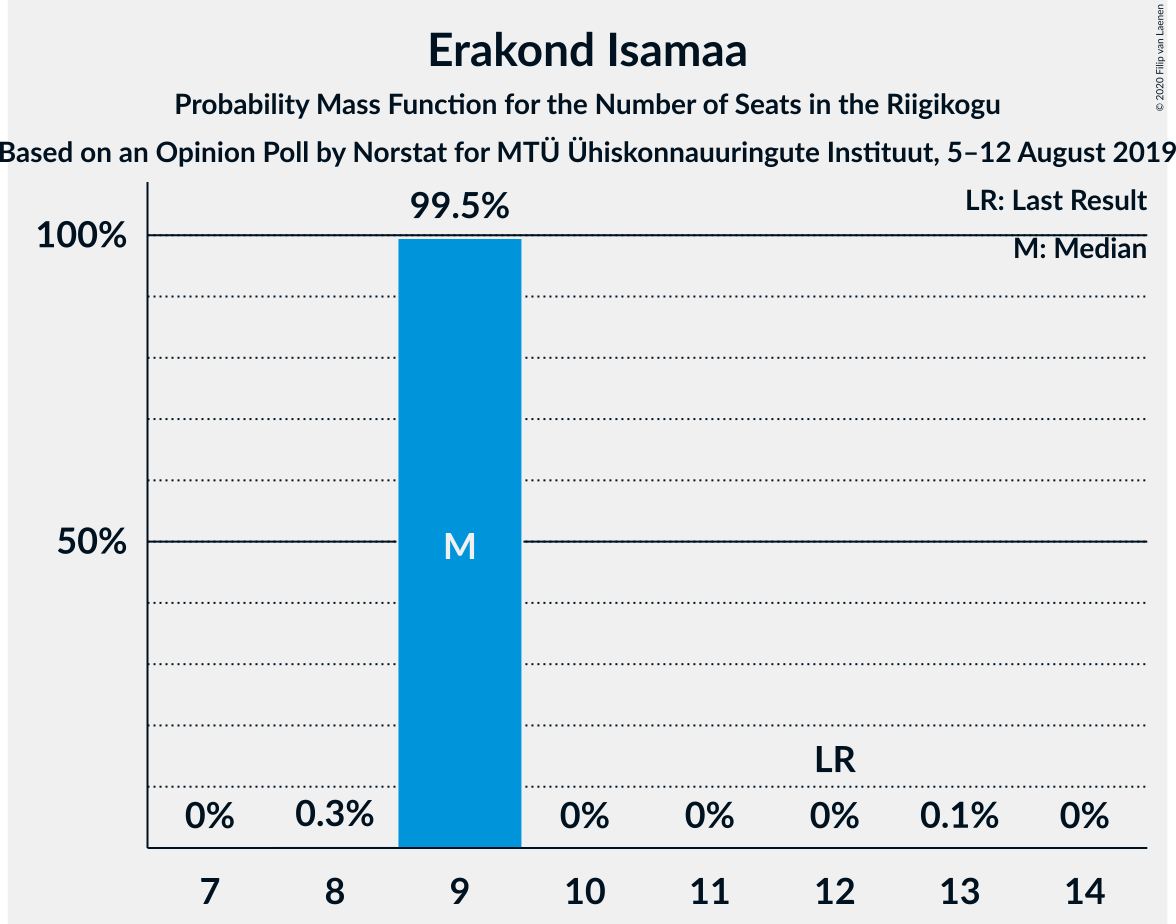 Erakond Isamaa
Probability Mass Function for the Number of Seats in the Riigikogu
Based on an Opinion Poll by Norstat for MTÜ Ühiskonnauuringute Instituut, 5–12 August 2019
© 2020 Filip van Laenen
LR: Last Result
M: Median
99.5%
100%
50%
M
LR
0% 0.3% 0% 0% 0% 0.1% 0%
7 8 9 10 11 12 13 14